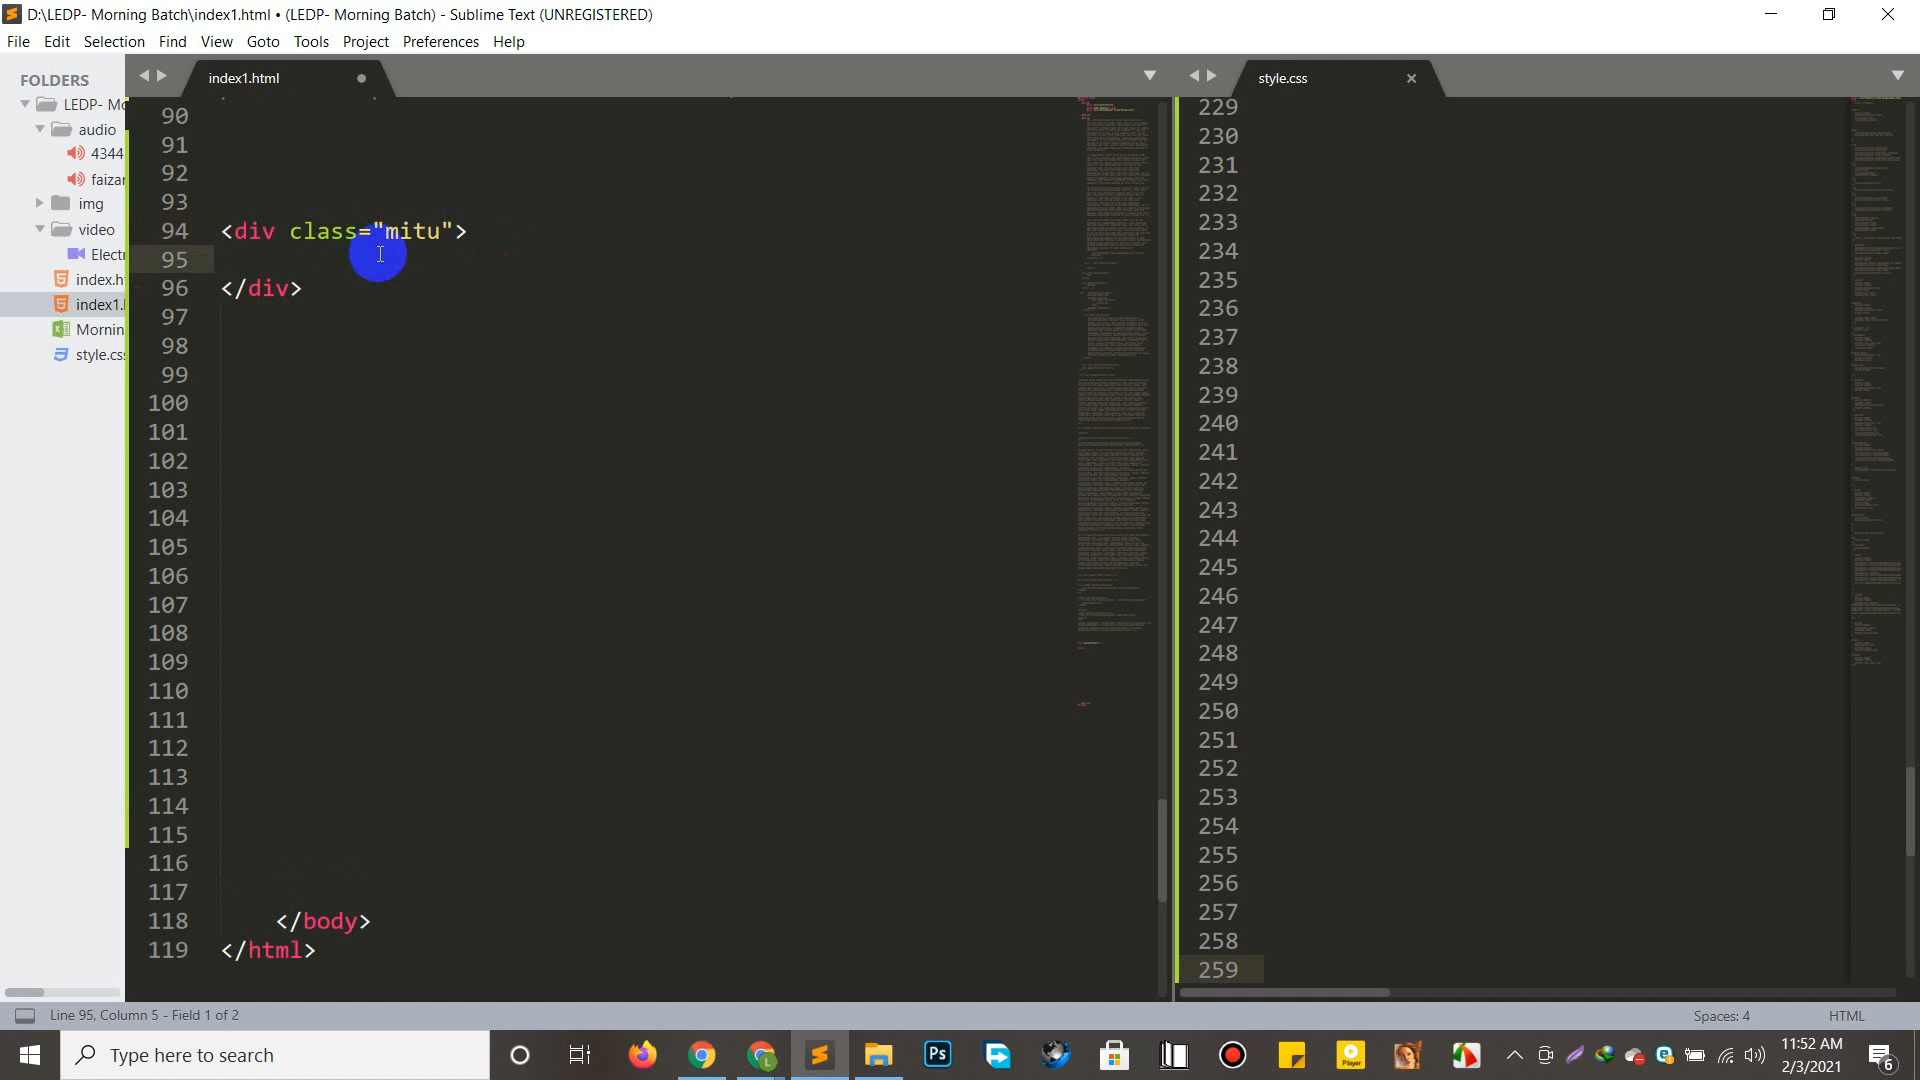 D:\LEDP- Morning Batch\index1.html • (LEDP- Morning Batch) - Sublime Text (UNREGISTERED)
File Edit Selection Find View Goto Tools Project Preferences Help
FOLDERS
LEDP- Mo
audio
4344
faizar
img
video
Electr
index.h
index1.
Mornin
style.cs
index1.html
90
91
92
93
94 <div class="mitu">
95
96 </div>
97
98
99
100
101
102
103
104
105
106
107
108
109
110
111
112
113
114
115
116
117
118 </body>
119 </html>
style.css
229
230
231
232
233
234
235
236
237
238
239
240
241
242
243
244
245
246
247
248
249
250
251
252
253
254
255
256
257
258
259
Line 95, Column 5 - Field 1 of 2
Spaces: 4
HTML
Type here to search
Ps
Player
11:52 AM
2/3/2021
6